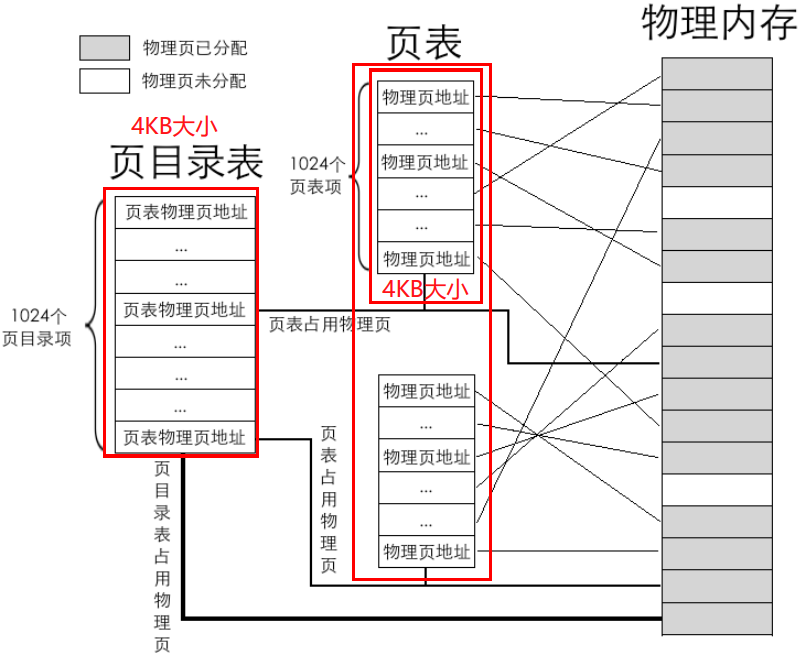 物理内存
页表
物理页已分配
物理页未分配
4KB大小
页目录表
1024个
页表项
物理页地址
...
物理页地址
...
...
物理页地址
4KB大小
页表物理页地址
...
...
页表物理页地址
...
...
...
页表物理页地址
1024个
页目录项
页表占用物理页
物理页地址
...
物理页地址
...
...
物理页地址
页表占用物理页
页目录表占用物理页